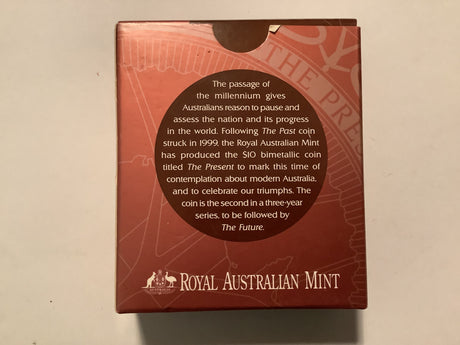 The passage of
the millennium gives
Australians reason to pause and
assess the nation and its progress
in the world. Following The Past coin
struck in 1999, the Royal Australian Mint
has produced the $10 bimetallic coin
titled The Present to mark this time of
contemplation about modern Australia,
and to celebrate our triumphs. The
coin is the second in a three-year
series, to be followed by
The Future.
ROYAL AUSTRALIAN MINT
THE PRE